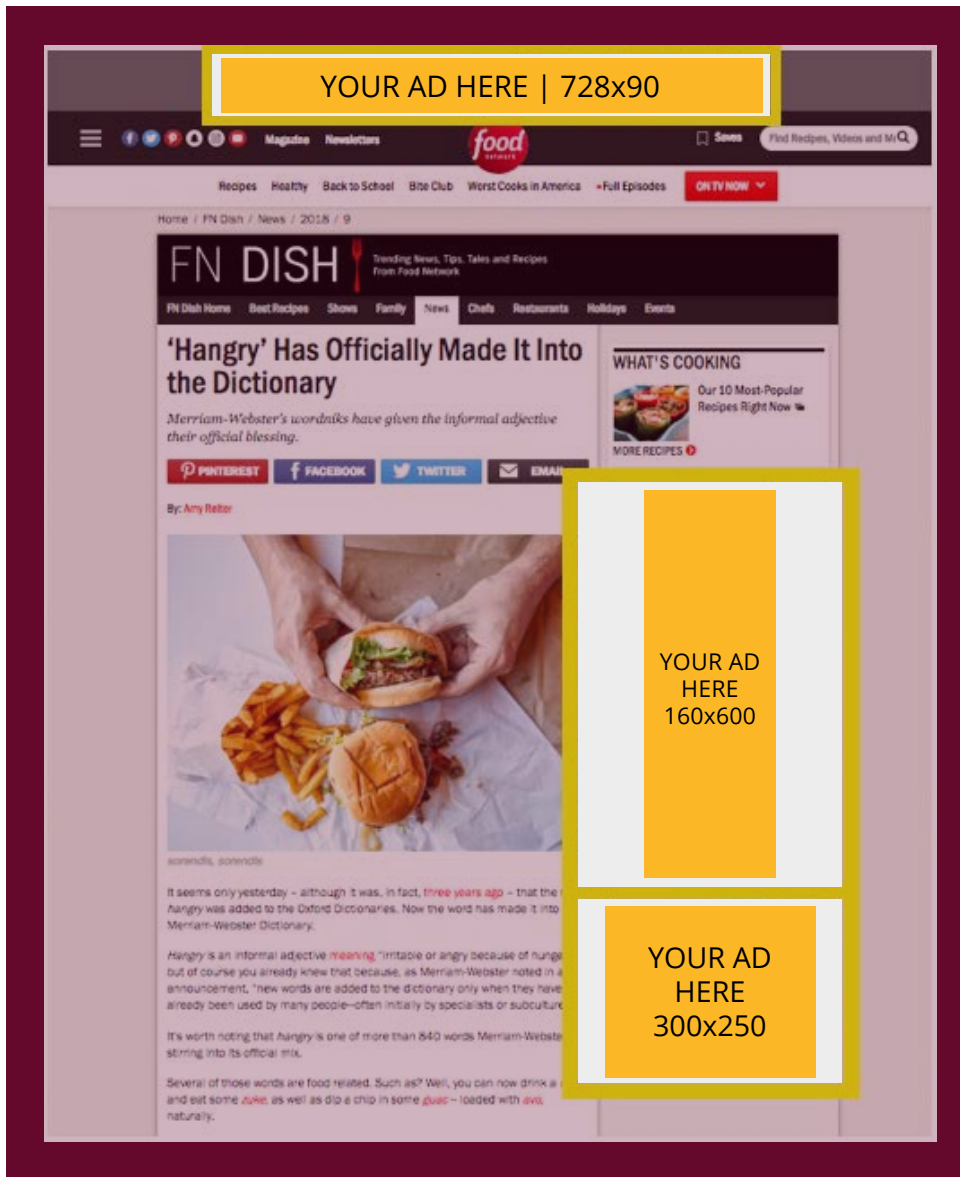 YOUR AD HERE | 728x90
Magazine Newsletters
food
network
Saves
Find Recipes, Videos and
Recipes Healthy Back to School Bite Club Worst Cooks in America •Full Episodes ON TV NOW
Home / FN Dish / News / 2018 / 9
FN DISH
Trending News, Tips, Tales and Recipes
From Food Network
FN Dish Home Best Recipes Shows Family News Chefs Restaurants Holidays Events
‘Hangry’ Has Officially Made It Into
the Dictionary
Merriam-Webster's wordniks have given the informal adjective
their official blessing.
PINTEREST FACEBOOK TWITTER EMAIL
By: Amy Reiter
WHAT'S COOKING
Our 10 Most-Popular
Recipes Right Now
MORE RECIPES
YOUR AD
HERE
160x600
sorendls, sorendls
It seems only yesterday – although it was, in fact, three years ago – that the
hangry was added to the Oxford Dictionaries. Now the word has made it into
Merriam-Webster Dictionary.
Hangry is an informal adjective meaning "irritable or angry because of hunge
but of course you already knew that because, as Merriam-Webster noted in a
announcement, "new words are added to the dictionary only when they have
already been used by many people—often initially by specialists or subculture
It's worth noting that hangry is one of more than 840 words Merriam-Webste
stirring into its official mix.
Several of those words are food related. Such as? Well, you can now drink a
and eat some zuke, as well as dip a chip in some guac – loaded with avo,
naturally.
YOUR AD
HERE
300x250